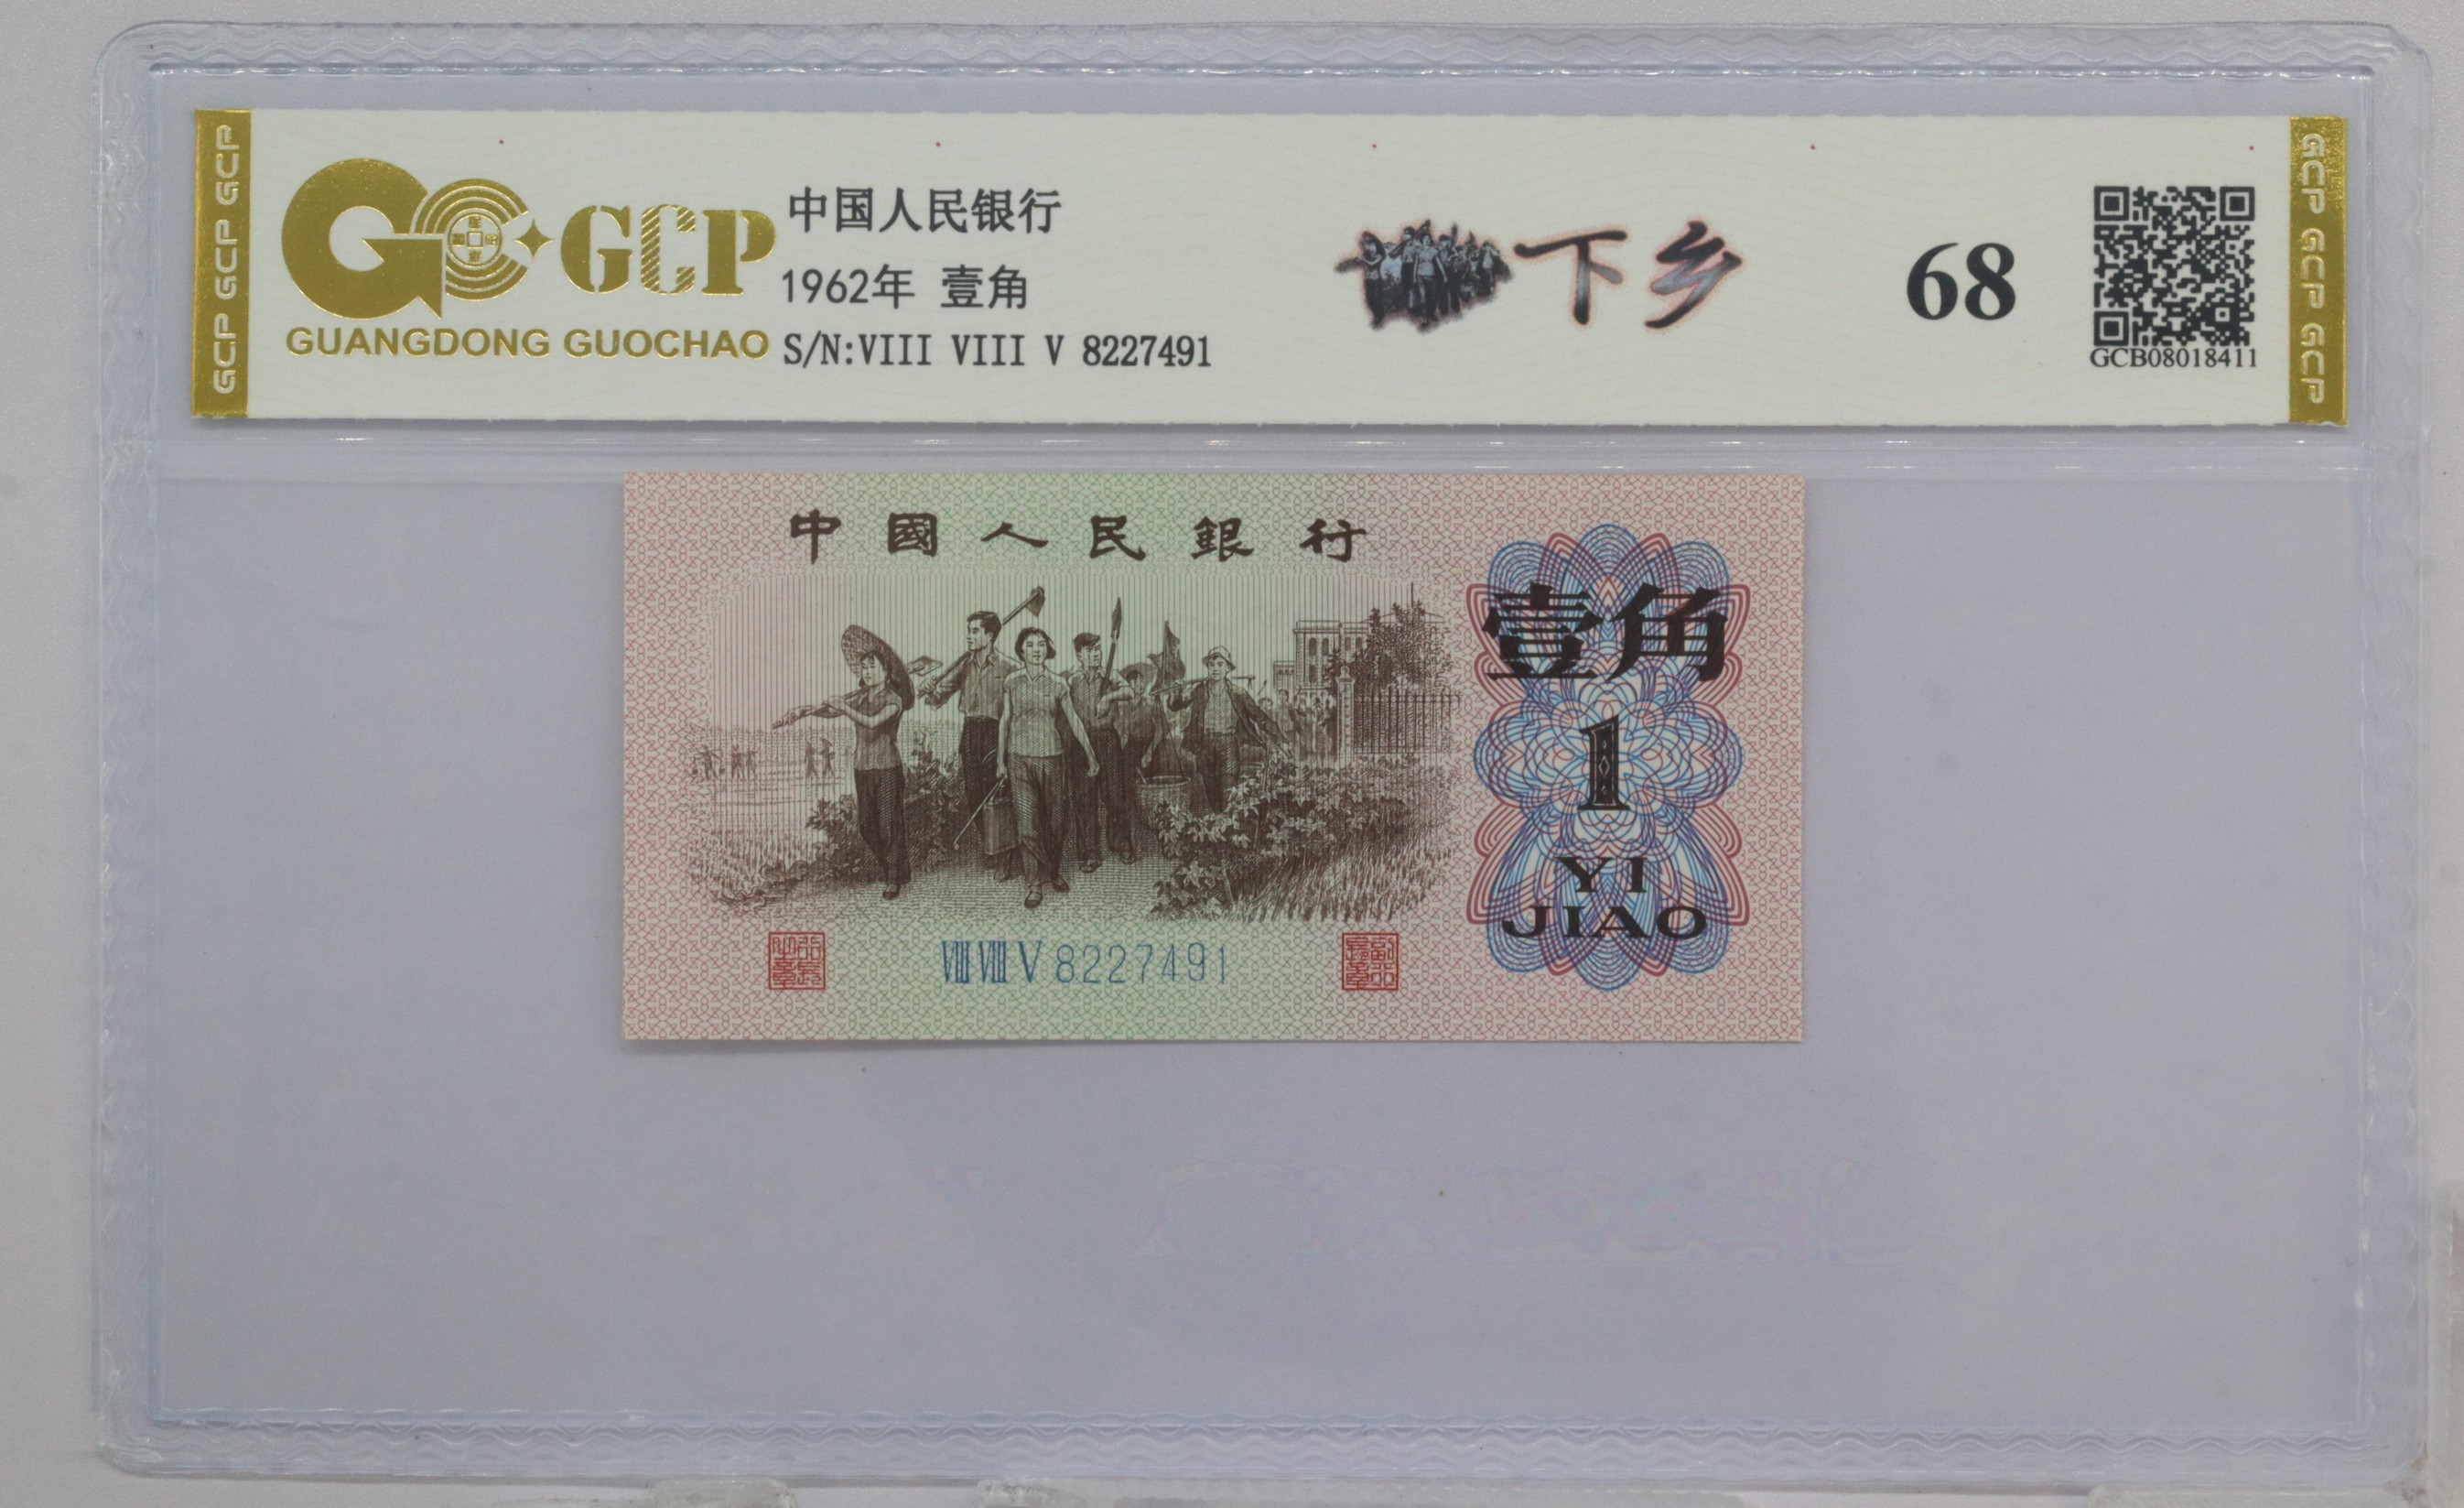 GCP GCP GCP
GCP
GUANGDONG GUOCHAO
中国人民银行
1962年 壹角
S/N:VIII VIII V 8227491
下乡
68
GCB08018411
GCP GCP GCP
中國人民銀行
壹角
1
YI
JIAO
VIII VIII V 8227491